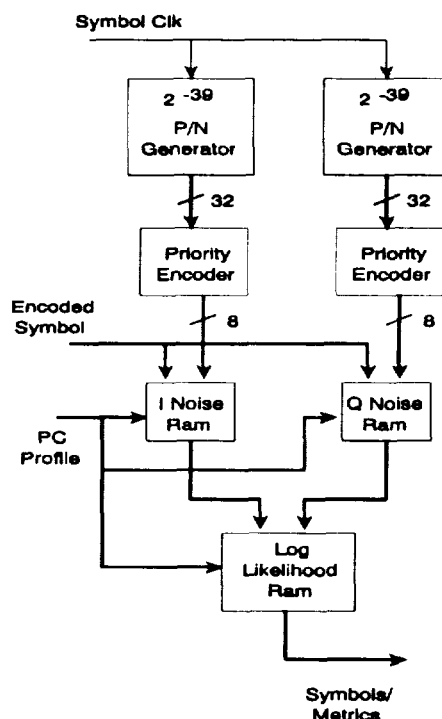 Symbol Clk
2 -39
P/N
Generator
2 -39
P/N
Generator
32
32
Priority
Encoder
Priority
Encoder
Encoded
Symbol
8
8
I Noise
Ram
Q Noise
Ram
PC
Profile
Log
Likelihood
Ram
Symbols/
Metrics